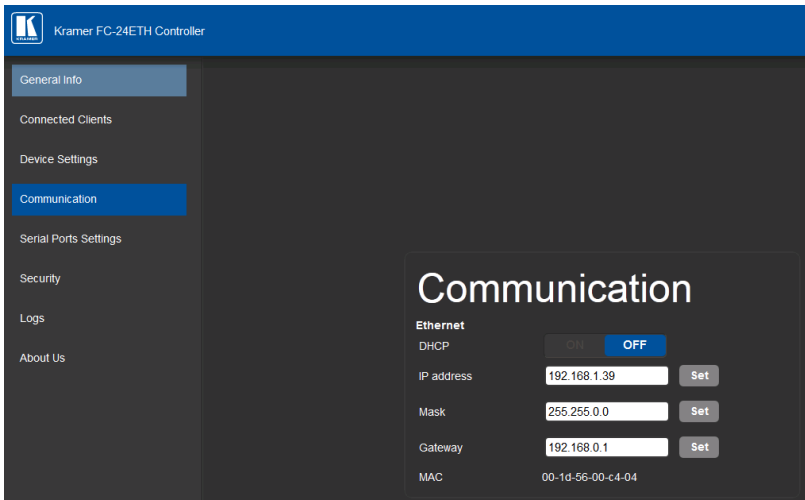 KRAMER
Kramer FC-24ETH Controller
General Info
Connected Clients
Device Settings
Communication
Serial Ports Settings
Security
Logs
About Us
Communication
Ethernet
DHCP ON OFF
IP address 192.168.1.39 Set
Mask 255.255.0.0 Set
Gateway 192.168.0.1 Set
MAC 00-1d-56-00-c4-04